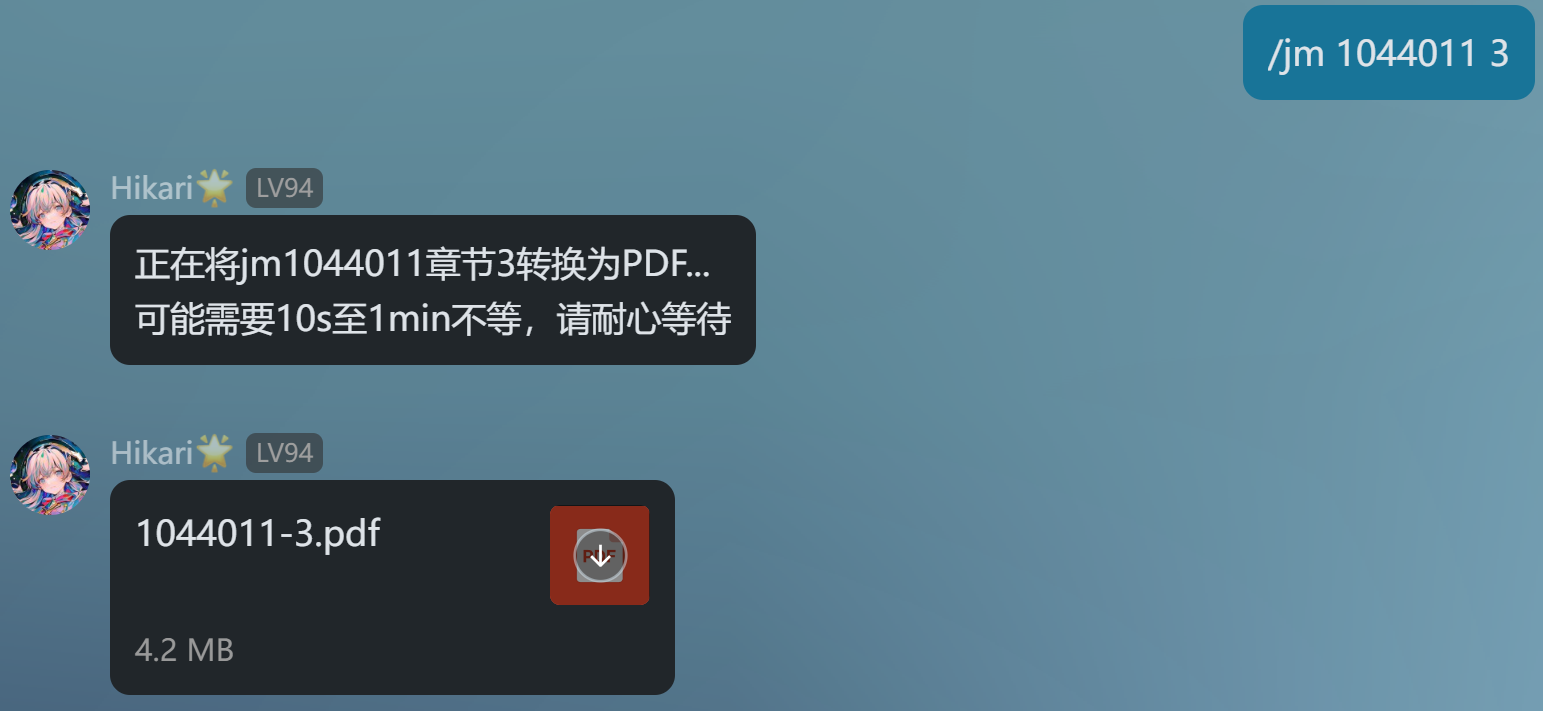 /jm 1044011 3
Hikari🌟 LV94
正在将jm1044011章节3转换为PDF...
可能需要10s至1min不等，请耐心等待
Hikari🌟 LV94
1044011-3.pdf
PDF
4.2 MB